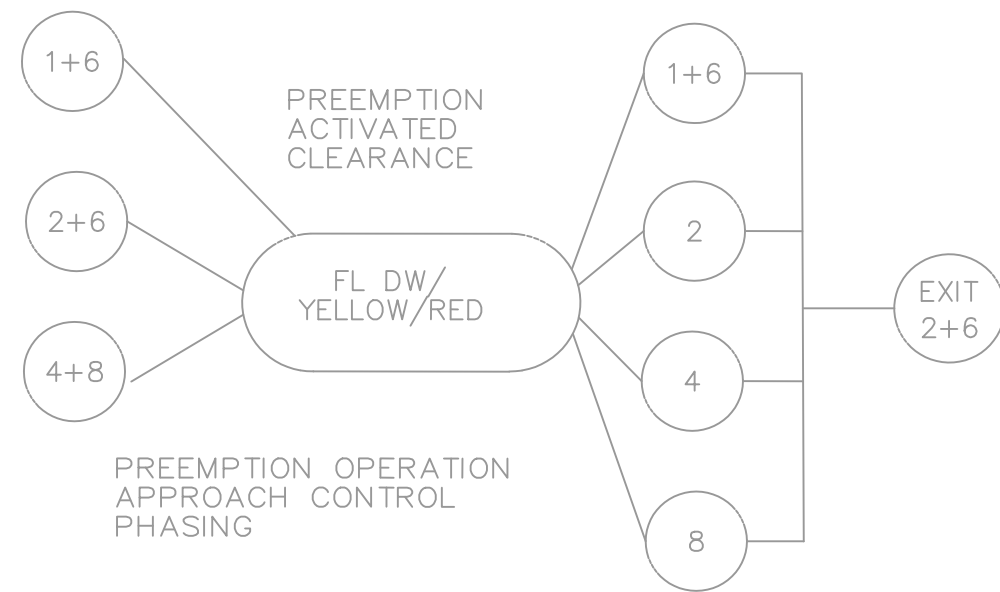 1+6
PREEMPTION
ACTIVATED
CLEARANCE
1+6
2+6
2
FL DW/
YELLOW/RED
EXIT
2+6
4+8
4
PREEMPTION OPERATION
APPROACH CONTROL
PHASING
8